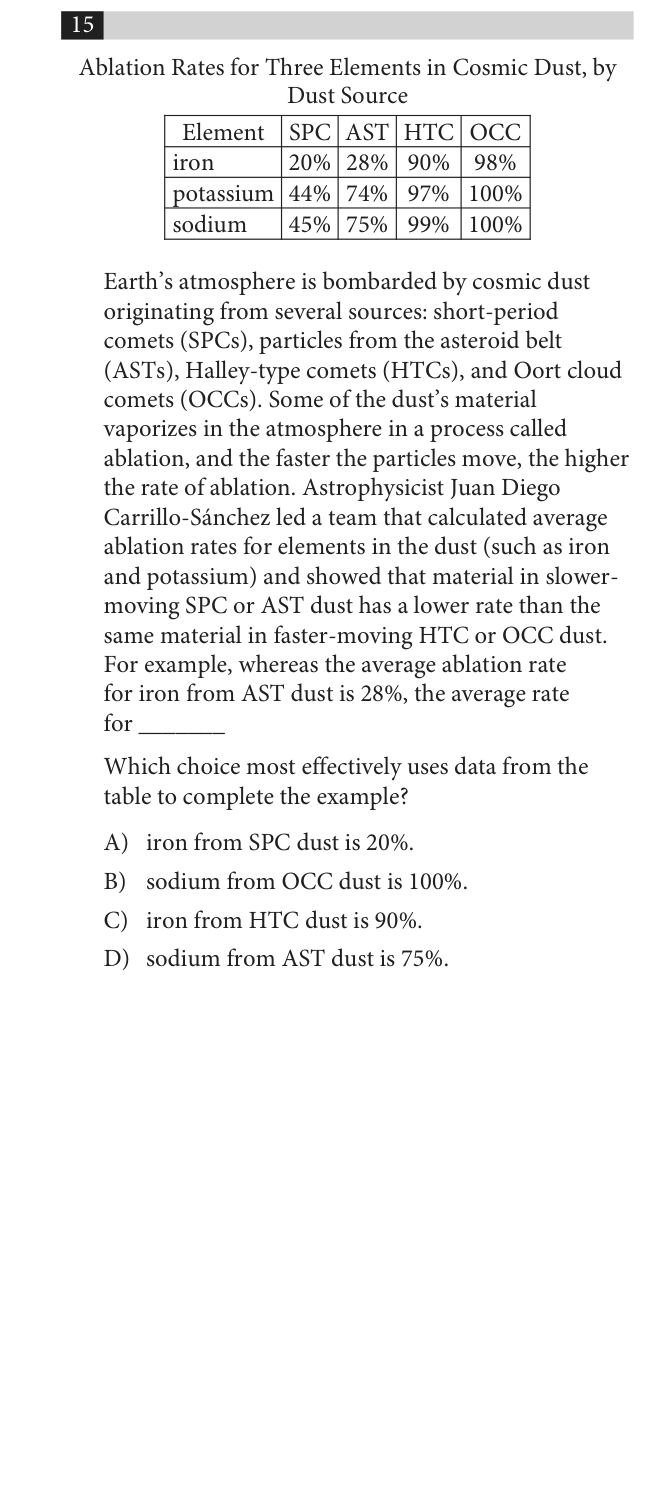 15
Ablation Rates for Three Elements in Cosmic Dust, by
Dust Source
Element SPC AST HTC OCC
iron 20% 28% 90% 98%
potassium 44% 74% 97% 100%
sodium 45% 75% 99% 100%
Earth's atmosphere is bombarded by cosmic dust
originating from several sources: short-period
comets (SPCs), particles from the asteroid belt
(ASTs), Halley-type comets (HTCs), and Oort cloud
comets (OCCs). Some of the dust's material
vaporizes in the atmosphere in a process called
ablation, and the faster the particles move, the higher
the rate of ablation. Astrophysicist Juan Diego
Carrillo-Sánchez led a team that calculated average
ablation rates for elements in the dust (such as iron
and potassium) and showed that material in slower-
moving SPC or AST dust has a lower rate than the
same material in faster-moving HTC or OCC dust.
For example, whereas the average ablation rate
for iron from AST dust is 28%, the average rate
for _______
Which choice most effectively uses data from the
table to complete the example?
A) iron from SPC dust is 20%.
B) sodium from OCC dust is 100%.
C) iron from HTC dust is 90%.
D) sodium from AST dust is 75%.